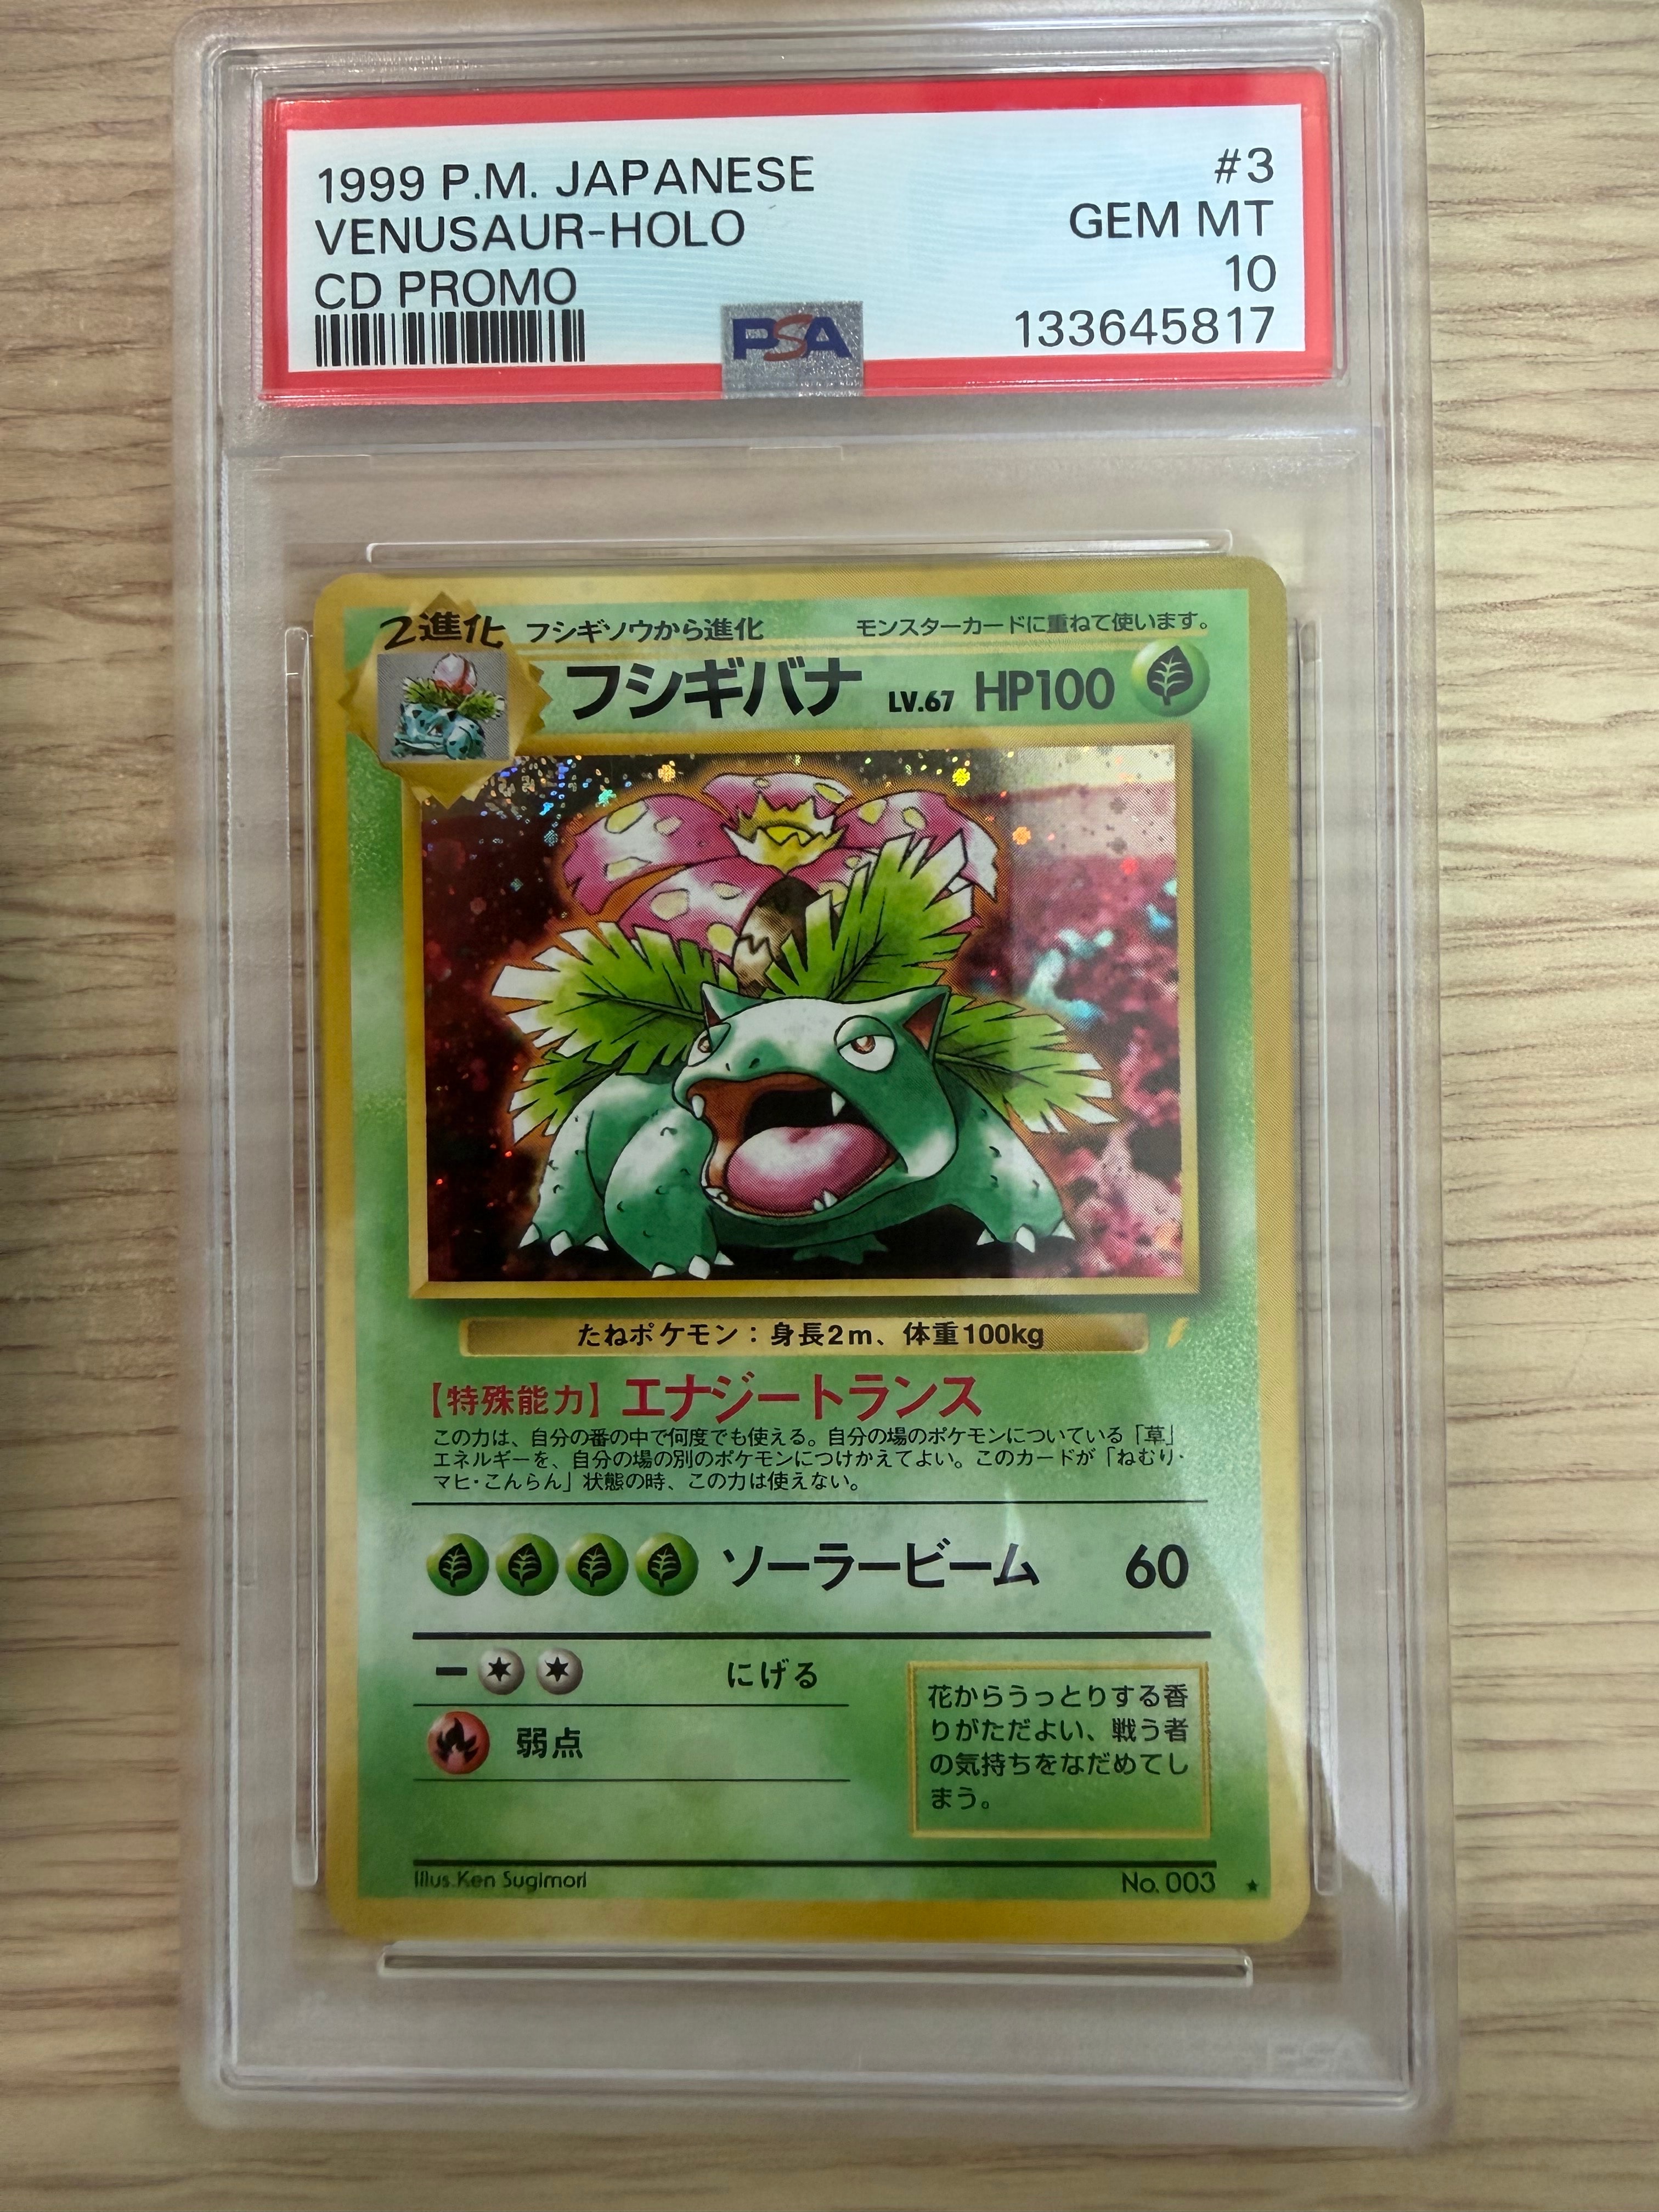 1999 P.M. JAPANESE #3
VENUSAUR-HOLO GEM MT
CD PROMO 10
PSA 133645817
2進化 フシギソウから進化 モンスターカードに重ねて使います。
フシギバナ LV.67 HP100
たねポケモン：身長2m、体重100kg
【特殊能力】エナジートランス
この力は、自分の番の中で何度でも使える。自分の場のポケモンについている「草」
エネルギーを、自分の場の別のポケモンにつけかえてよい。このカードが「ねむり・
マヒ・こんらん」状態の時、この力は使えない。
ソーラービーム 60
ー にげる
弱点
花からうっとりする香
りがただよい、戦う者
の気持ちをなだめてし
まう。
Illus.Ken Sugimori No. 003 ★
PSA